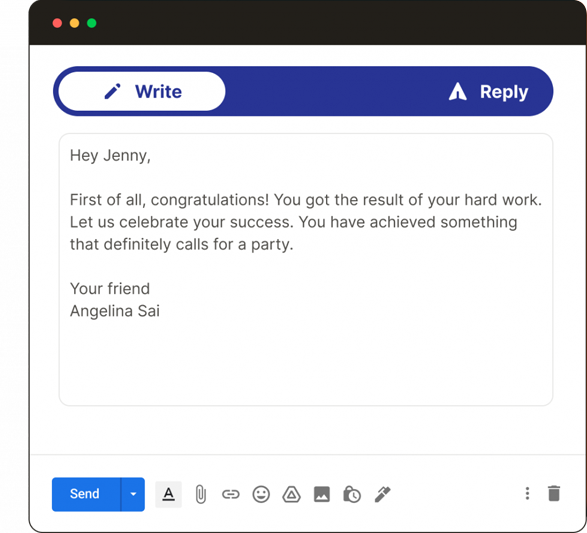 Write
Reply
Hey Jenny,
First of all, congratulations! You got the result of your hard work.
Let us celebrate your success. You have achieved something
that definitely calls for a party.
Your friend
Angelina Sai
Send
A